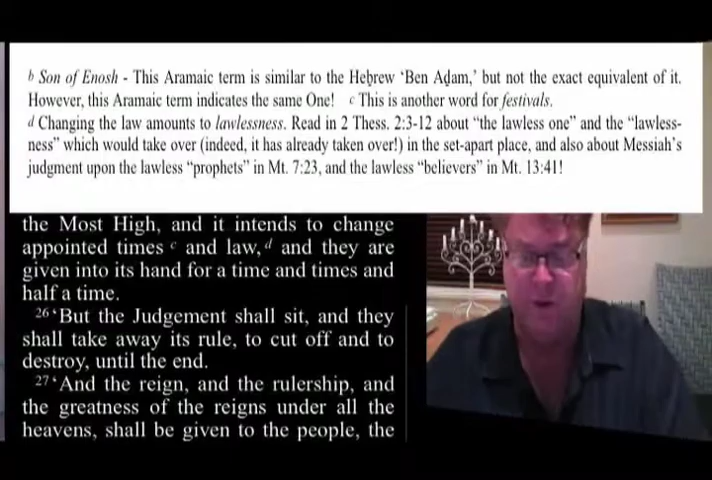 b Son of Enosh - This Aramaic term is similar to the Hebrew ‘Ben Aḏam,’ but not the exact equivalent of it.
However, this Aramaic term indicates the same One! c This is another word for festivals.
d Changing the law amounts to lawlessness. Read in 2 Thess. 2:3-12 about “the lawless one” and the “lawless-
ness” which would take over (indeed, it has already taken over!) in the set-apart place, and also about Messiah’s
judgment upon the lawless “prophets” in Mt. 7:23, and the lawless “believers” in Mt. 13:41!
the Most High, and it intends to change
appointed times c and law,d and they are
given into its hand for a time and times and
half a time.
26‘But the Judgement shall sit, and they
shall take away its rule, to cut off and to
destroy, until the end.
27‘And the reign, and the rulership, and
the greatness of the reigns under all the
heavens, shall be given to the people, the